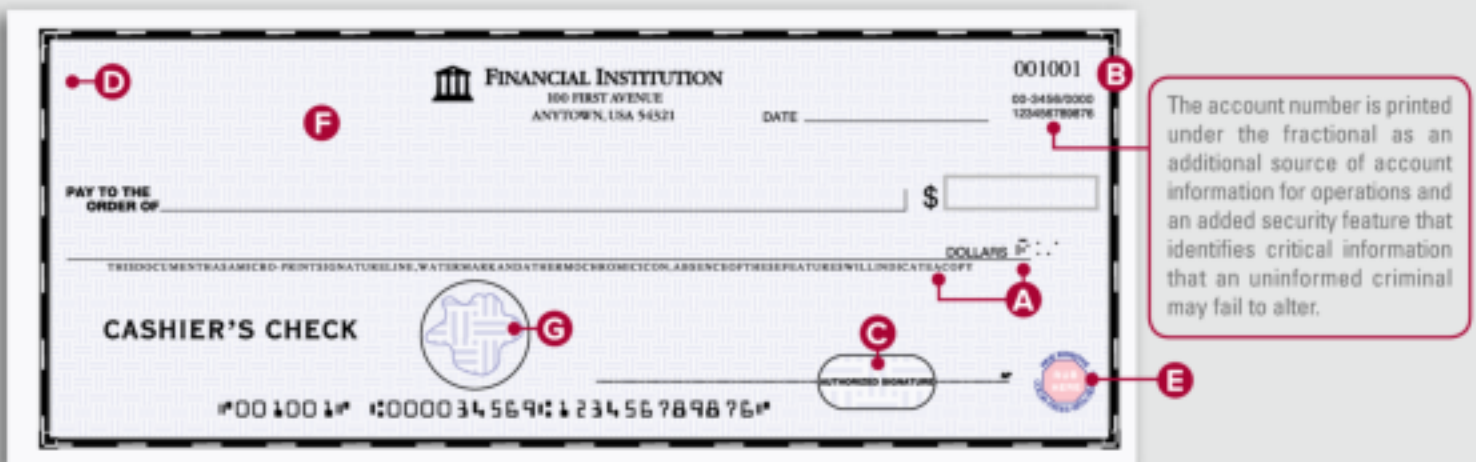 FINANCIAL INSTITUTION
100 FIRST AVENUE
ANYTOWN, USA 54321
DATE
001001
00-3456/0000
123456789876
B
D
F
The account number is printed
under the fractional as an
additional source of account
information for operations and
an added security feature that
identifies critical information
that an uninformed criminal
may fail to alter.
PAY TO THE
ORDER OF
$
DOLLARS
THISDOCUMENTHASAMICRO-PRINTSIGNATURELINE,WATERMARKANDATHERMOCHROMICICON.ABSENCEOFTHESEFEATURESWILLINDICATEACOPY
A
CASHIER'S CHECK
G
C
AUTHORIZED SIGNATURE
MP
RUB
HERE
E
⑈001001⑈ ⑆000034569⑆123456789876⑈